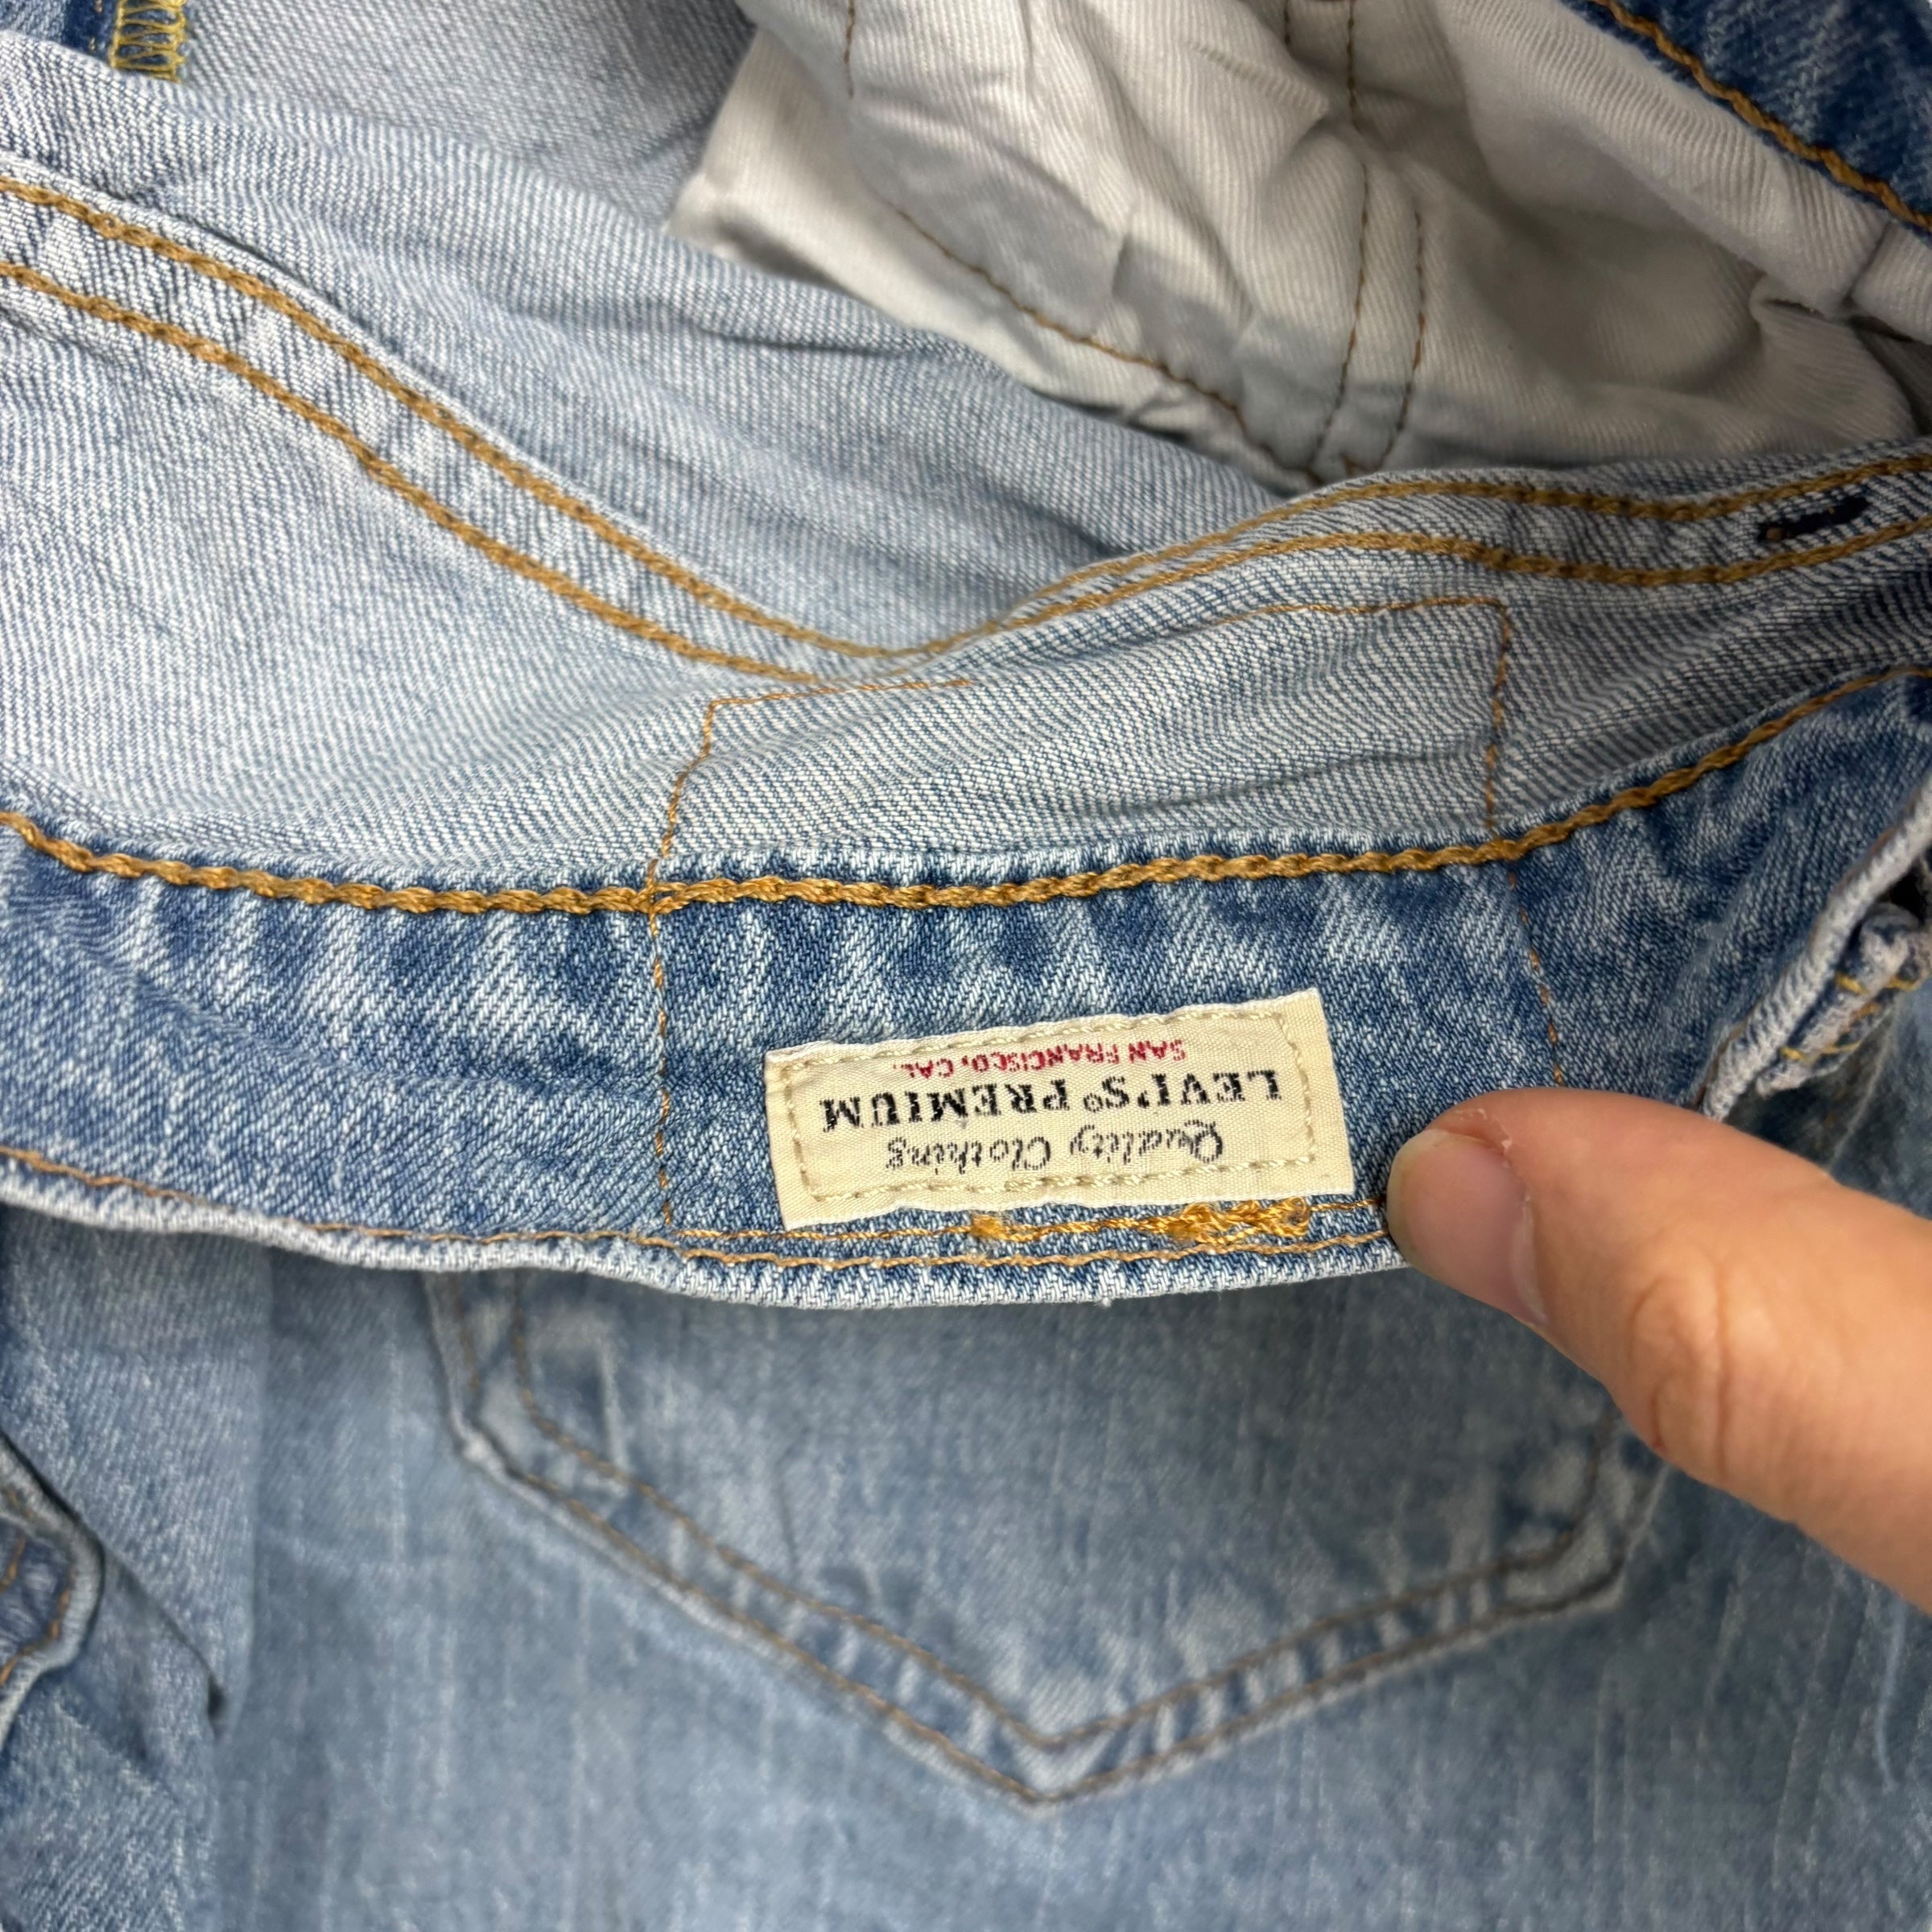 Quality Clothing
LEVI'S® PREMIUM
SAN FRANCISCO, CAL.